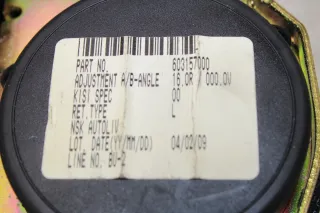 PART NO. 603157000
ADJUSTMENT A/B-ANGLE 16.0R / 000.0U
KISI SPEC 00
RET.TYPE L
NSK AUTOLIV
LOT. DATE(YY/MM/DD) 04/02/09
LINE NO. BU-2